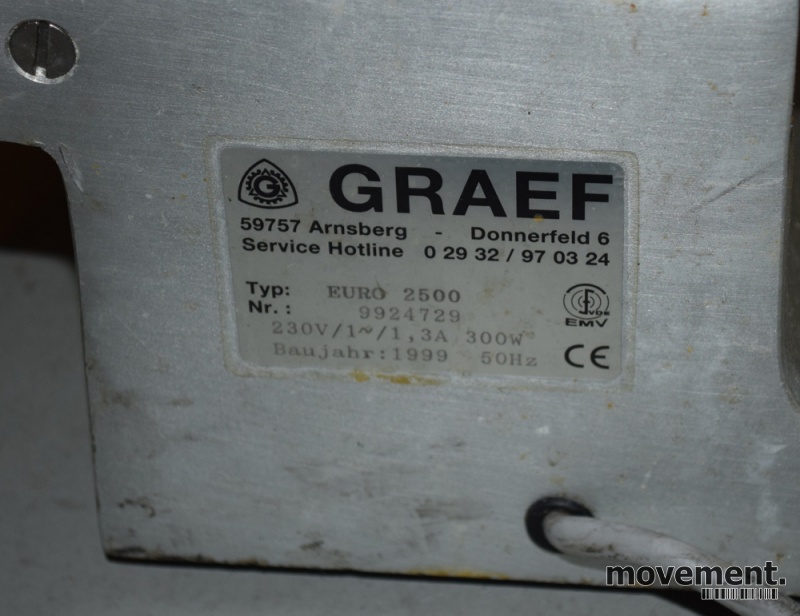 G GRAEF
59757 Arnsberg - Donnerfeld 6
Service Hotline 0 29 32 / 97 03 24
Typ: EURO 2500
Nr.: 9924729
230V/1~/1,3A 300W
Baujahr:1999 50Hz
VDE
EMV
CE
movement.